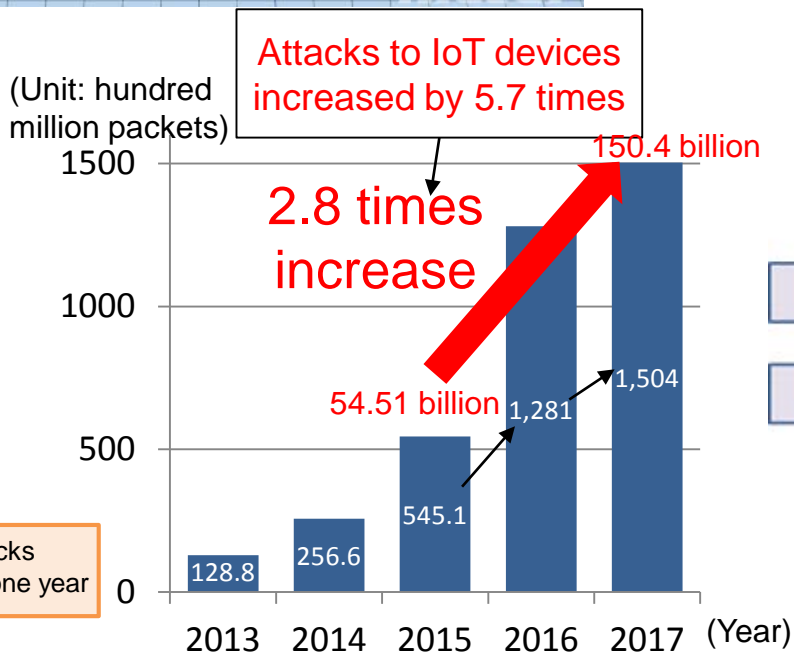 Attacks to IoT devices
increased by 5.7 times
(Unit: hundred
million packets)
150.4 billion
1500
2.8 times
increase
1000
54.51 billion
1,281
1,504
500
545.1
256.6
128.8
one year
0
2013 2014 2015 2016 2017 (Year)